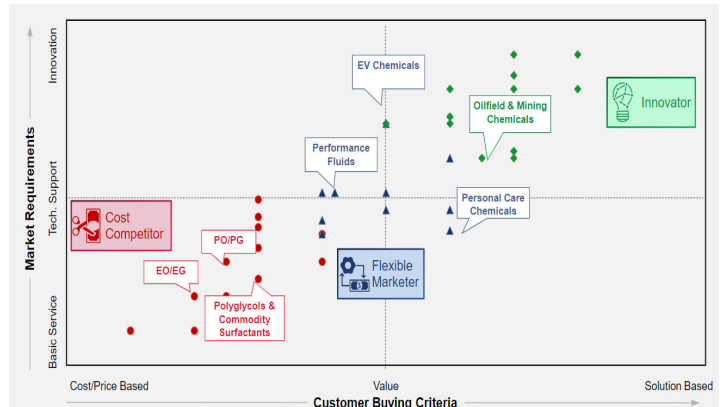 Innovation
EV Chemicals
Oilfield & Mining
Chemicals
Innovator
Performance
Fluids
Market Requirements
Tech. Support
Personal Care
Chemicals
Cost
Competitor
PO/PG
EO/EG
Flexible
Marketer
Polyglycols &
Commodity
Surfactants
Basic Service
Cost/Price Based
Value
Solution Based
Customer Buying Criteria